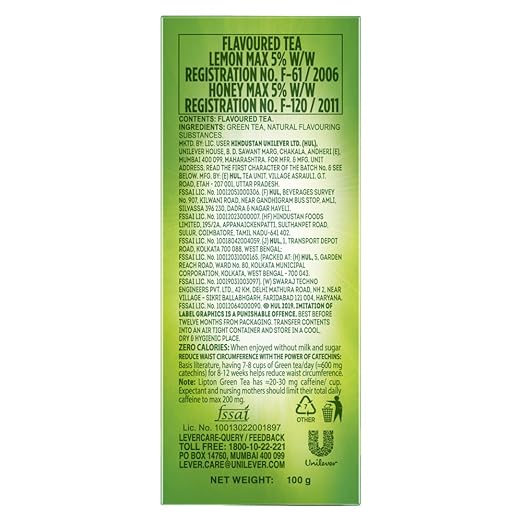 FLAVOURED TEA
LEMON MAX 5% W/W
REGISTRATION NO. F-61 / 2006
HONEY MAX 5% W/W
REGISTRATION NO. F-120 / 2011
CONTENTS: FLAVOURED TEA.
INGREDIENTS: GREEN TEA, NATURAL FLAVOURING
SUBSTANCES.
MKTD. BY: LIC. USER HINDUSTAN UNILEVER LTD. (HUL),
UNILEVER HOUSE, B. D. SAWANT MARG, CHAKALA, ANDHERI (E),
MUMBAI 400 099, MAHARASHTRA. FOR MFR. & MFG. UNIT
ADDRESS: READ THE FIRST CHARACTER OF THE BATCH No. & SEE
BELOW. MFG. BY: (E) HUL, TEA UNIT, VILLAGE ASRAULI, G.T.
ROAD, ETAH - 207 001, UTTAR PRADESH.
FSSAI LIC. No. 10012051000306. (F) HUL, BEVERAGES SURVEY
No. 907, KILWANI ROAD, NEAR GANDHIGRAM BUS STOP, AMLI,
SILVASSA 396 230, DADRA & NAGAR HAVELI.
FSSAI LIC. No. 10012023000007. (HF) HINDUSTAN FOODS
LIMITED, 195/2A, APPANAICKENPATTI, SULTHANPET ROAD,
SULUR, COIMBATORE, TAMIL NADU-641 402.
FSSAI LIC. No. 10018042004059. (J) HUL, 1, TRANSPORT DEPOT
ROAD, KOLKATA 700 088, WEST BENGAL:
FSSAI LIC. No. 10012031000165. (PACKED AT: (H) HUL, 5, GARDEN
REACH ROAD, WARD No. 80, KOLKATA MUNICIPAL
CORPORATION, KOLKATA, WEST BENGAL - 700 043.
FSSAI LIC. No. 10019031003097). (W) SWARAJ TECHNO
ENGINEERS PVT. LTD., 42 KM, DELHI MATHURA ROAD, NH 2. NEAR
VILLAGE - SIKRI BALLABHGARH, FARIDABAD 121 004, HARYANA.
FSSAI LIC. No. 10012064000090. © HUL 2019. IMITATION OF
LABEL GRAPHICS IS A PUNISHABLE OFFENCE. BEST BEFORE
TWELVE MONTHS FROM PACKAGING. TRANSFER CONTENTS
INTO AN AIR TIGHT CONTAINER AND STORE IN A COOL,
DRY & HYGIENIC PLACE.
ZERO CALORIES: When enjoyed without milk and sugar
REDUCE WAIST CIRCUMFERENCE WITH THE POWER OF CATECHINS:
Basis literature, having 7-8 cups of Green tea/day (≈600 mg
catechins) for 8-12 weeks helps reduce waist circumference.
Note: Lipton Green Tea has ≈20-30 mg caffeine/ cup.
Expectant and nursing mothers should limit their total daily
caffeine to max 200 mg.
fssai
Lic. No. 10013022001897
7
OTHER
LEVERCARE-QUERY / FEEDBACK
TOLL FREE: 1800-10-22-221
PO BOX 14760, MUMBAI 400 099
LEVER.CARE@UNILEVER.COM
Unilever
NET WEIGHT: 100 g